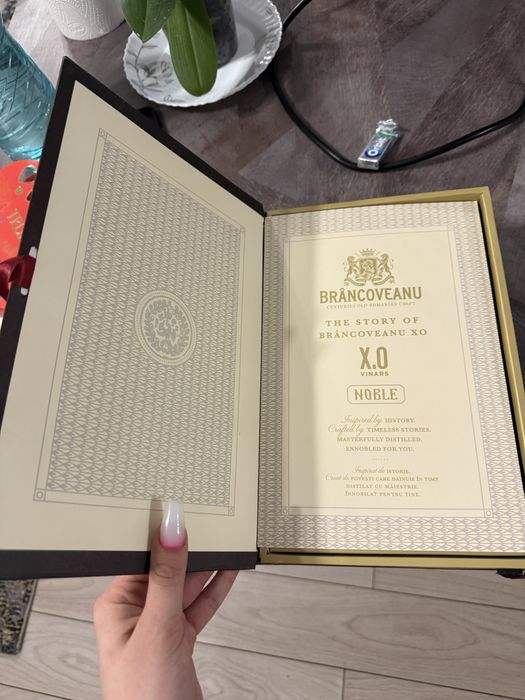 BRÂNCOVEANU
CENTURIES OLD ROMANIAN CRAFT
THE STORY OF
BRÂNCOVEANU XO
X.O
VINARS
NOBLE
Inspired by HISTORY.
Crafted by TIMELESS STORIES,
MASTERFULLY DISTILLED,
ENNOBLED FOR YOU.
Inspirat de ISTORIE.
Creat de POVEȘTI CARE DĂINUIE ÎN TIMP,
DISTILAT CU MĂIESTRIE,
ÎNNOBILAT PENTRU TINE.